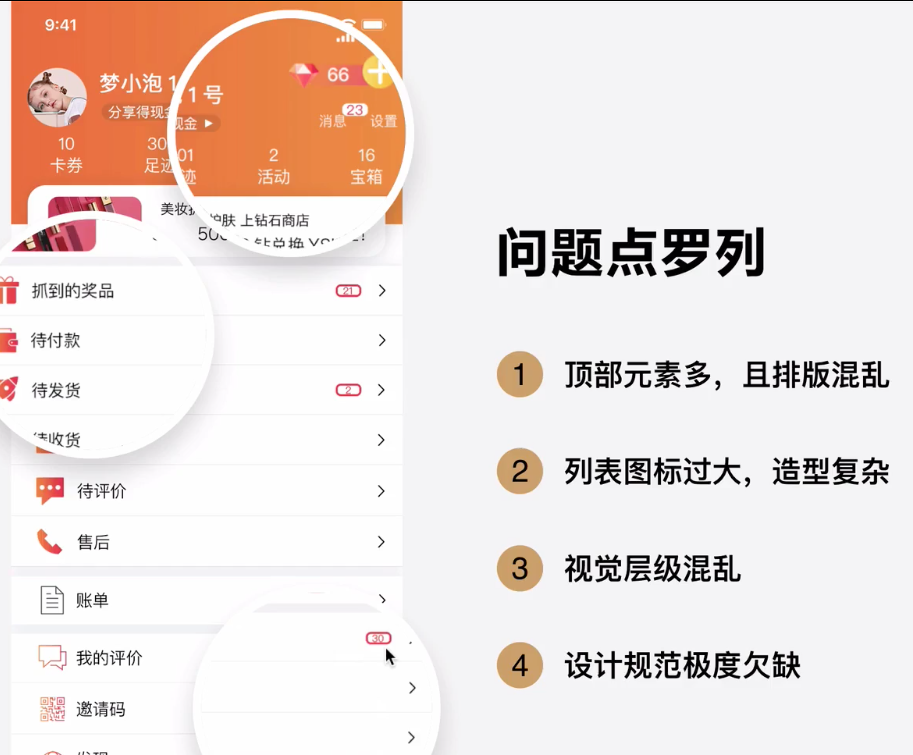 9:41
梦小泡 1
1 号
66
分享得现金
现金 ▶
消息
23
设置
10
卡券
30
足迹
01
迹
2
活动
16
宝箱
美妆护
护肤 上钻石商店
抓到的奖品
21
待付款
待发货
2
待收货
待评价
售后
账单
我的评价
30
邀请码
问题点罗列
1 顶部元素多，且排版混乱
2 列表图标过大，造型复杂
3 视觉层级混乱
4 设计规范极度欠缺